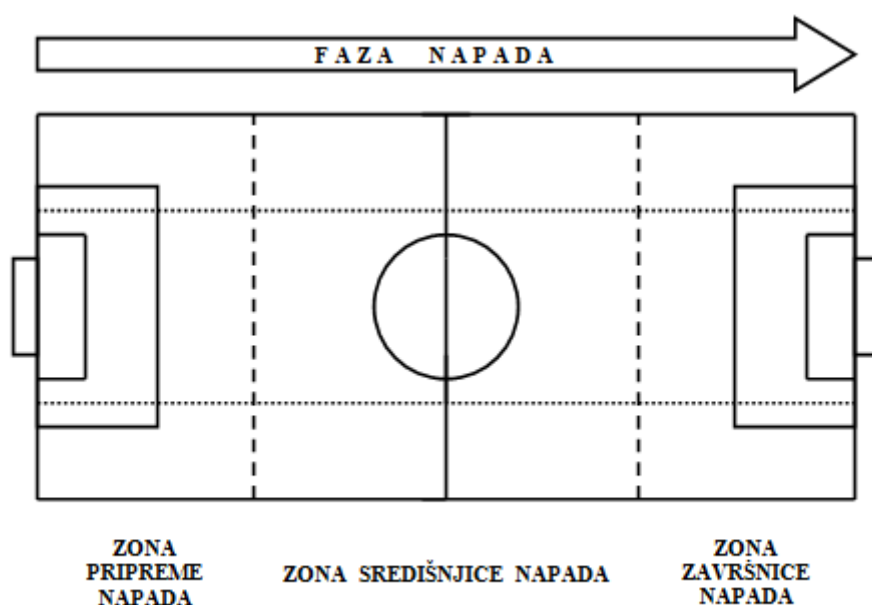 FAZA NAPADA
ZONA
PRIPREME
NAPADA
ZONA SREDIŠNJICE NAPADA
ZONA
ZAVRŠNICE
NAPADA